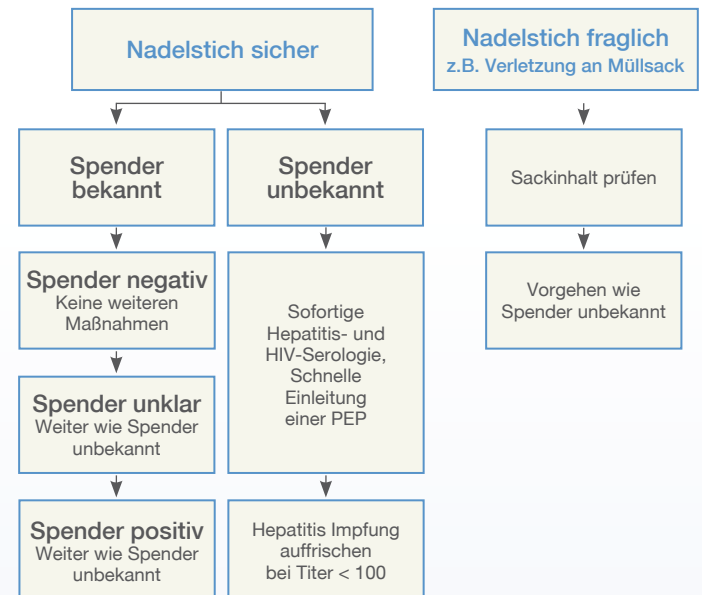 Nadelstich sicher
Nadelstich fraglich
z.B. Verletzung an Müllsack
Spender
bekannt
Spender
unbekannt
Sackinhalt prüfen
Spender negativ
Keine weiteren
Maßnahmen
Sofortige
Hepatitis- und
HIV-Serologie,
Schnelle
Einleitung
einer PEP
Vorgehen wie
Spender unbekannt
Spender unklar
Weiter wie Spender
unbekannt
Spender positiv
Weiter wie Spender
unbekannt
Hepatitis Impfung
auffrischen
bei Titer < 100